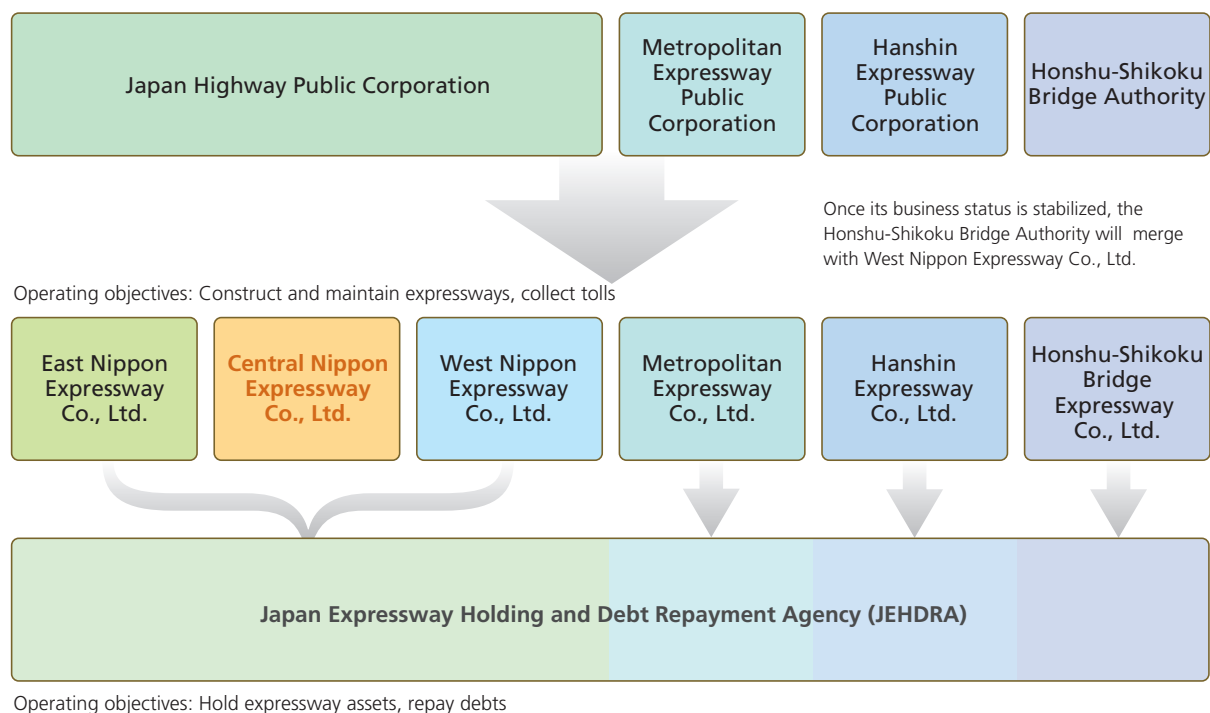 Japan Highway Public Corporation
Metropolitan
Expressway
Public
Corporation
Hanshin
Expressway
Public
Corporation
Honshu-Shikoku
Bridge Authority
Once its business status is stabilized, the
Honshu-Shikoku Bridge Authority will merge
with West Nippon Expressway Co., Ltd.
Operating objectives: Construct and maintain expressways, collect tolls
East Nippon
Expressway
Co., Ltd.
Central Nippon
Expressway
Co., Ltd.
West Nippon
Expressway
Co., Ltd.
Metropolitan
Expressway
Co., Ltd.
Hanshin
Expressway
Co., Ltd.
Honshu-Shikoku
Bridge
Expressway
Co., Ltd.
Japan Expressway Holding and Debt Repayment Agency (JEHDRA)
Operating objectives: Hold expressway assets, repay debts